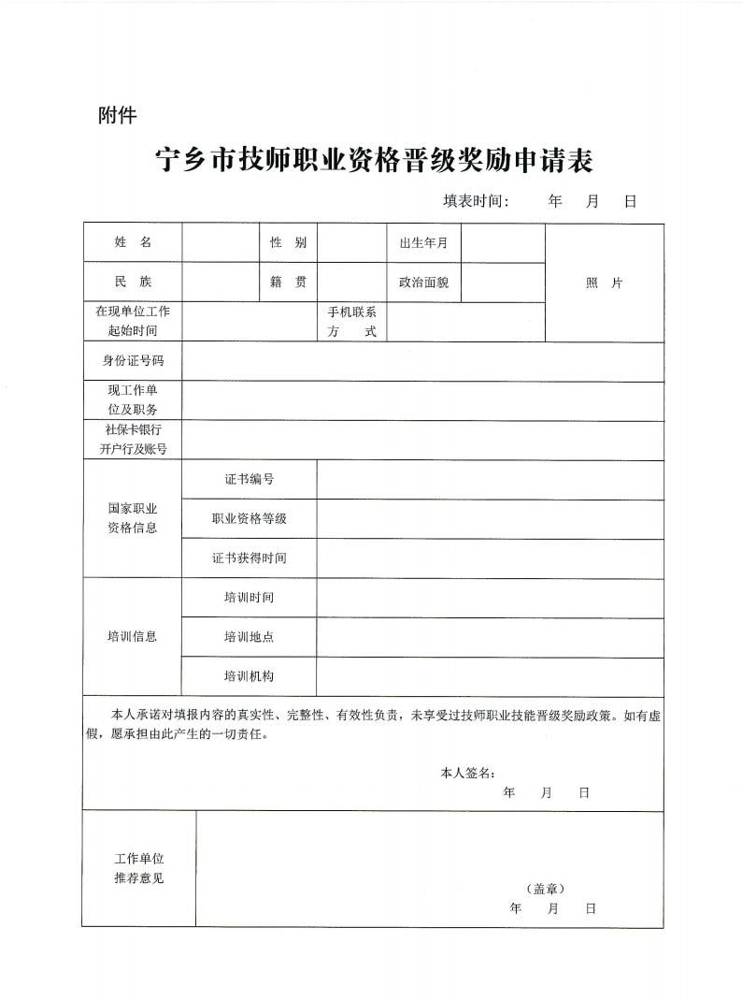 附件
宁乡市技师职业资格晋级奖励申请表
填表时间: 年 月 日
姓 名 性 别 出生年月
民 族 籍 贯 政治面貌 照 片
在现单位工作 手机联系
起始时间 方 式
身份证号码
现工作单
位及职务
社保卡银行
开户行及账号
证书编号
国家职业
资格信息
职业资格等级
证书获得时间
培训时间
培训信息 培训地点
培训机构
本人承诺对填报内容的真实性、完整性、有效性负责，未享受过技师职业技能晋级奖励政策。如有虚
假，愿承担由此产生的一切责任。
本人签名:
年 月 日
工作单位
推荐意见
（盖章）
年 月 日